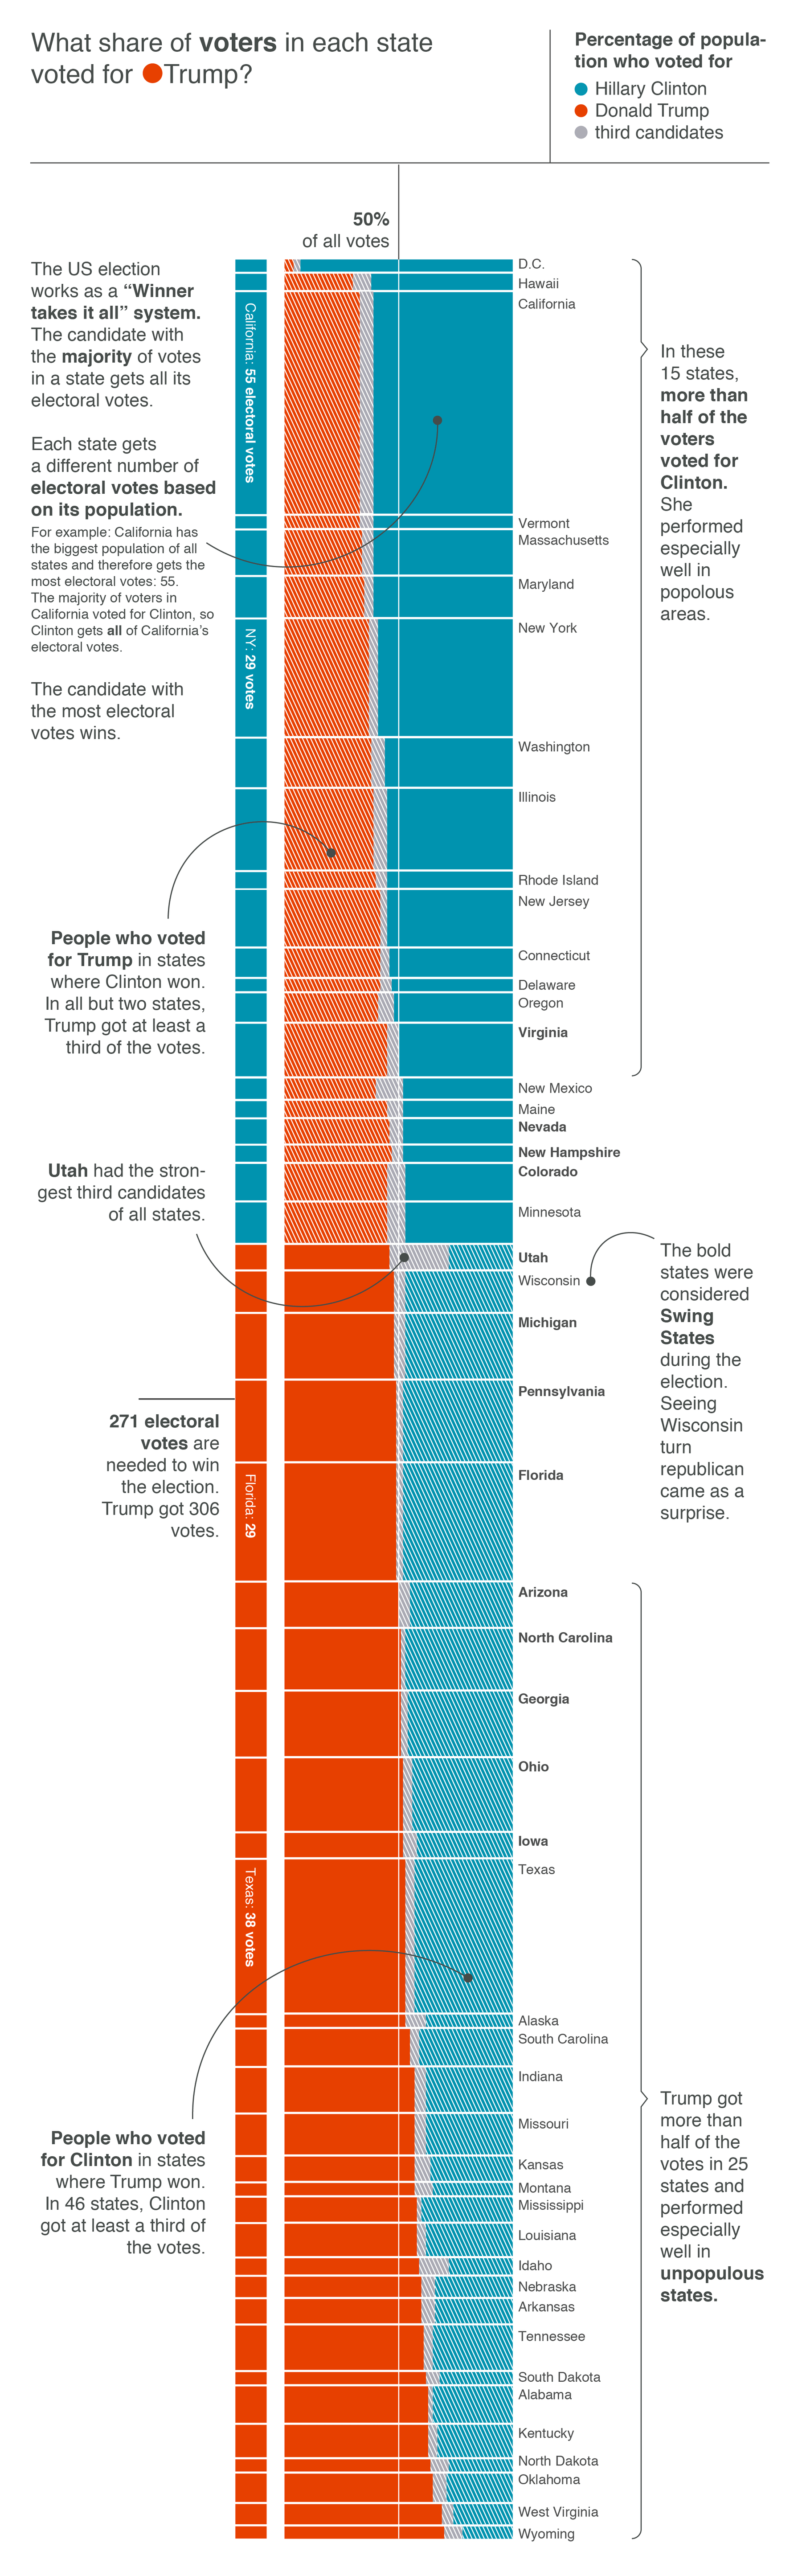 What share of voters in each state
voted for Trump?
Percentage of popula-
tion who voted for
Hillary Clinton
Donald Trump
third candidates
50%
of all votes
The US election
works as a “Winner
takes it all” system.
The candidate with
the majority of votes
in a state gets all its
electoral votes.
Each state gets
a different number of
electoral votes based
on its population.
For example: California has
the biggest population of all
states and therefore gets the
most electoral votes: 55.
The majority of voters in
California voted for Clinton, so
Clinton gets all of California’s
electoral votes.
The candidate with
the most electoral
votes wins.
People who voted
for Trump in states
where Clinton won.
In all but two states,
Trump got at least a
third of the votes.
Utah had the stron-
gest third candidates
of all states.
271 electoral
votes are
needed to win
the election.
Trump got 306
votes.
People who voted
for Clinton in states
where Trump won.
In 46 states, Clinton
got at least a third of
the votes.
California: 55 electoral votes
NY: 29 votes
Florida: 29
Texas: 38 votes
D.C.
Hawaii
California
Vermont
Massachusetts
Maryland
New York
Washington
Illinois
Rhode Island
New Jersey
Connecticut
Delaware
Oregon
Virginia
New Mexico
Maine
Nevada
New Hampshire
Colorado
Minnesota
Utah
Wisconsin
Michigan
Pennsylvania
Florida
Arizona
North Carolina
Georgia
Ohio
Iowa
Texas
Alaska
South Carolina
Indiana
Missouri
Kansas
Montana
Mississippi
Louisiana
Idaho
Nebraska
Arkansas
Tennessee
South Dakota
Alabama
Kentucky
North Dakota
Oklahoma
West Virginia
Wyoming
In these
15 states,
more than
half of the
voters
voted for
Clinton.
She
performed
especially
well in
popolous
areas.
The bold
states were
considered
Swing
States
during the
election.
Seeing
Wisconsin
turn
republican
came as a
surprise.
Trump got
more than
half of the
votes in 25
states and
performed
especially
well in
unpopulous
states.